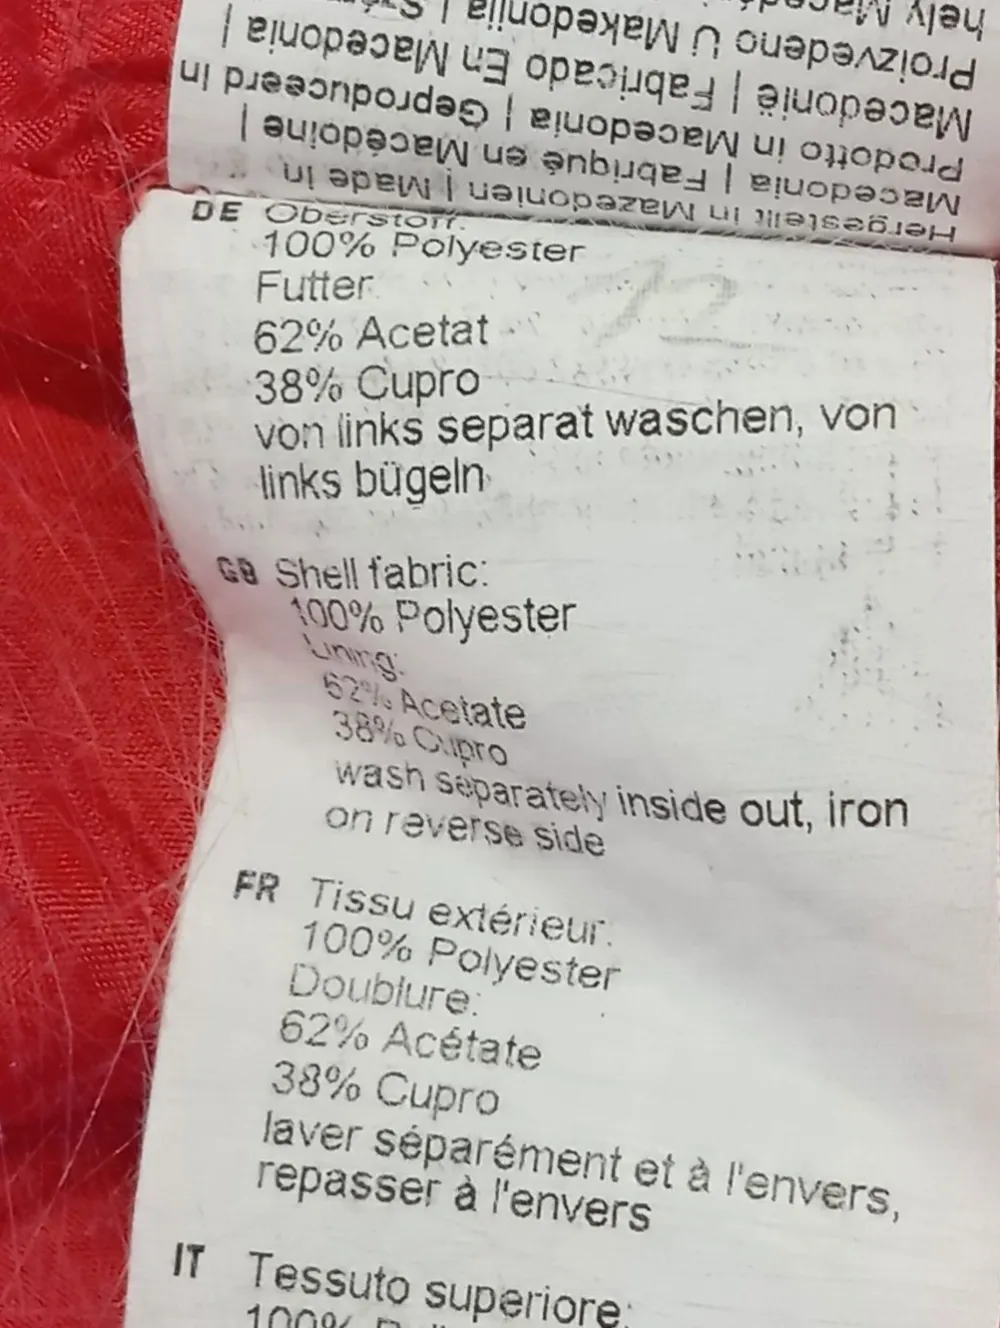 Hergestellt in Mazedonien | Made in
Macedonia | Fabriqué en Macédoine |
Prodotto in Macedonia | Geproduceerd in
Macedonië | Fabricado En Macedonia |
Proizvedeno U Makedonija |
hely
DE Oberstoff:
100% Polyester
Futter
62% Acetat
38% Cupro
von links separat waschen, von
links bügeln
GB Shell fabric:
100% Polyester
Lining:
62% Acetate
38% Cupro
wash separately inside out, iron
on reverse side
FR Tissu extérieur:
100% Polyester
Doublure:
62% Acétate
38% Cupro
laver séparément et à l'envers,
repasser à l'envers
IT Tessuto superiore:
100%